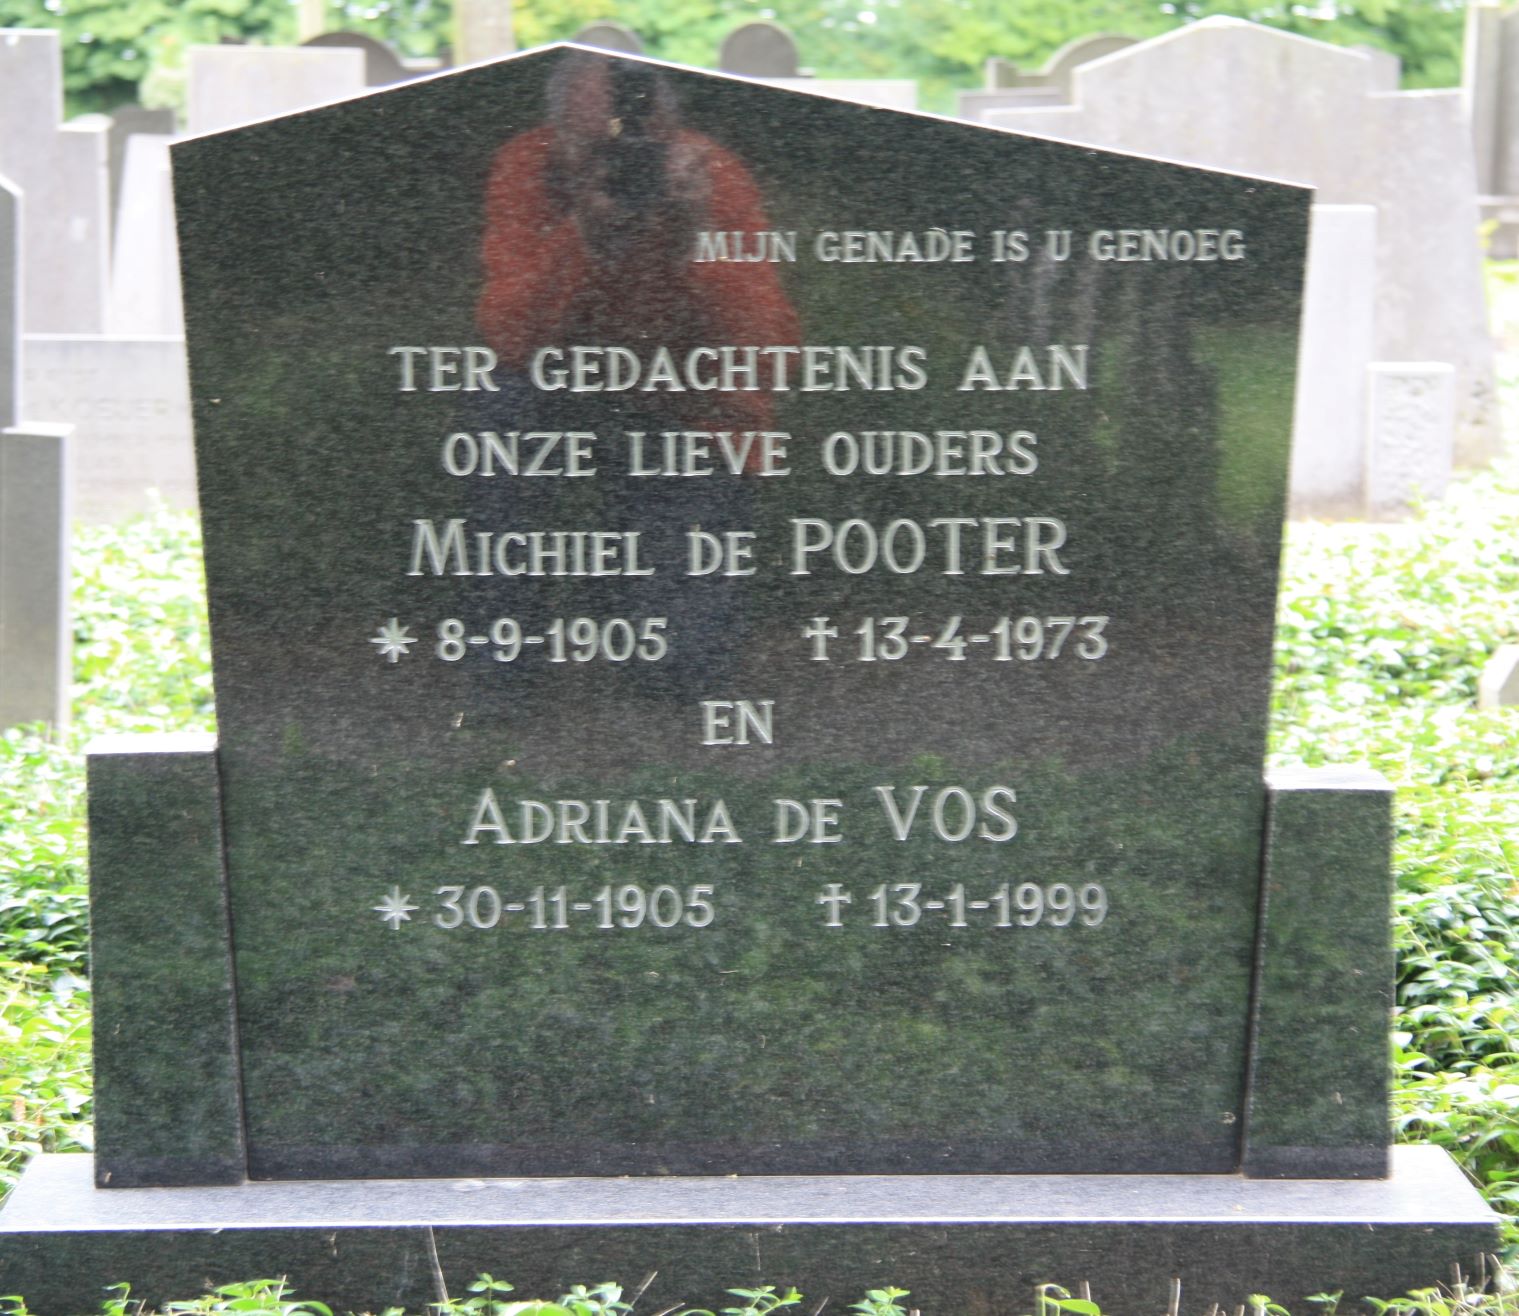 MIJN GENADE IS U GENOEG
TER GEDACHTENIS AAN
ONZE LIEVE OUDERS
MICHIEL DE POOTER
* 8-9-1905 † 13-4-1973
EN
ADRIANA DE VOS
* 30-11-1905 † 13-1-1999